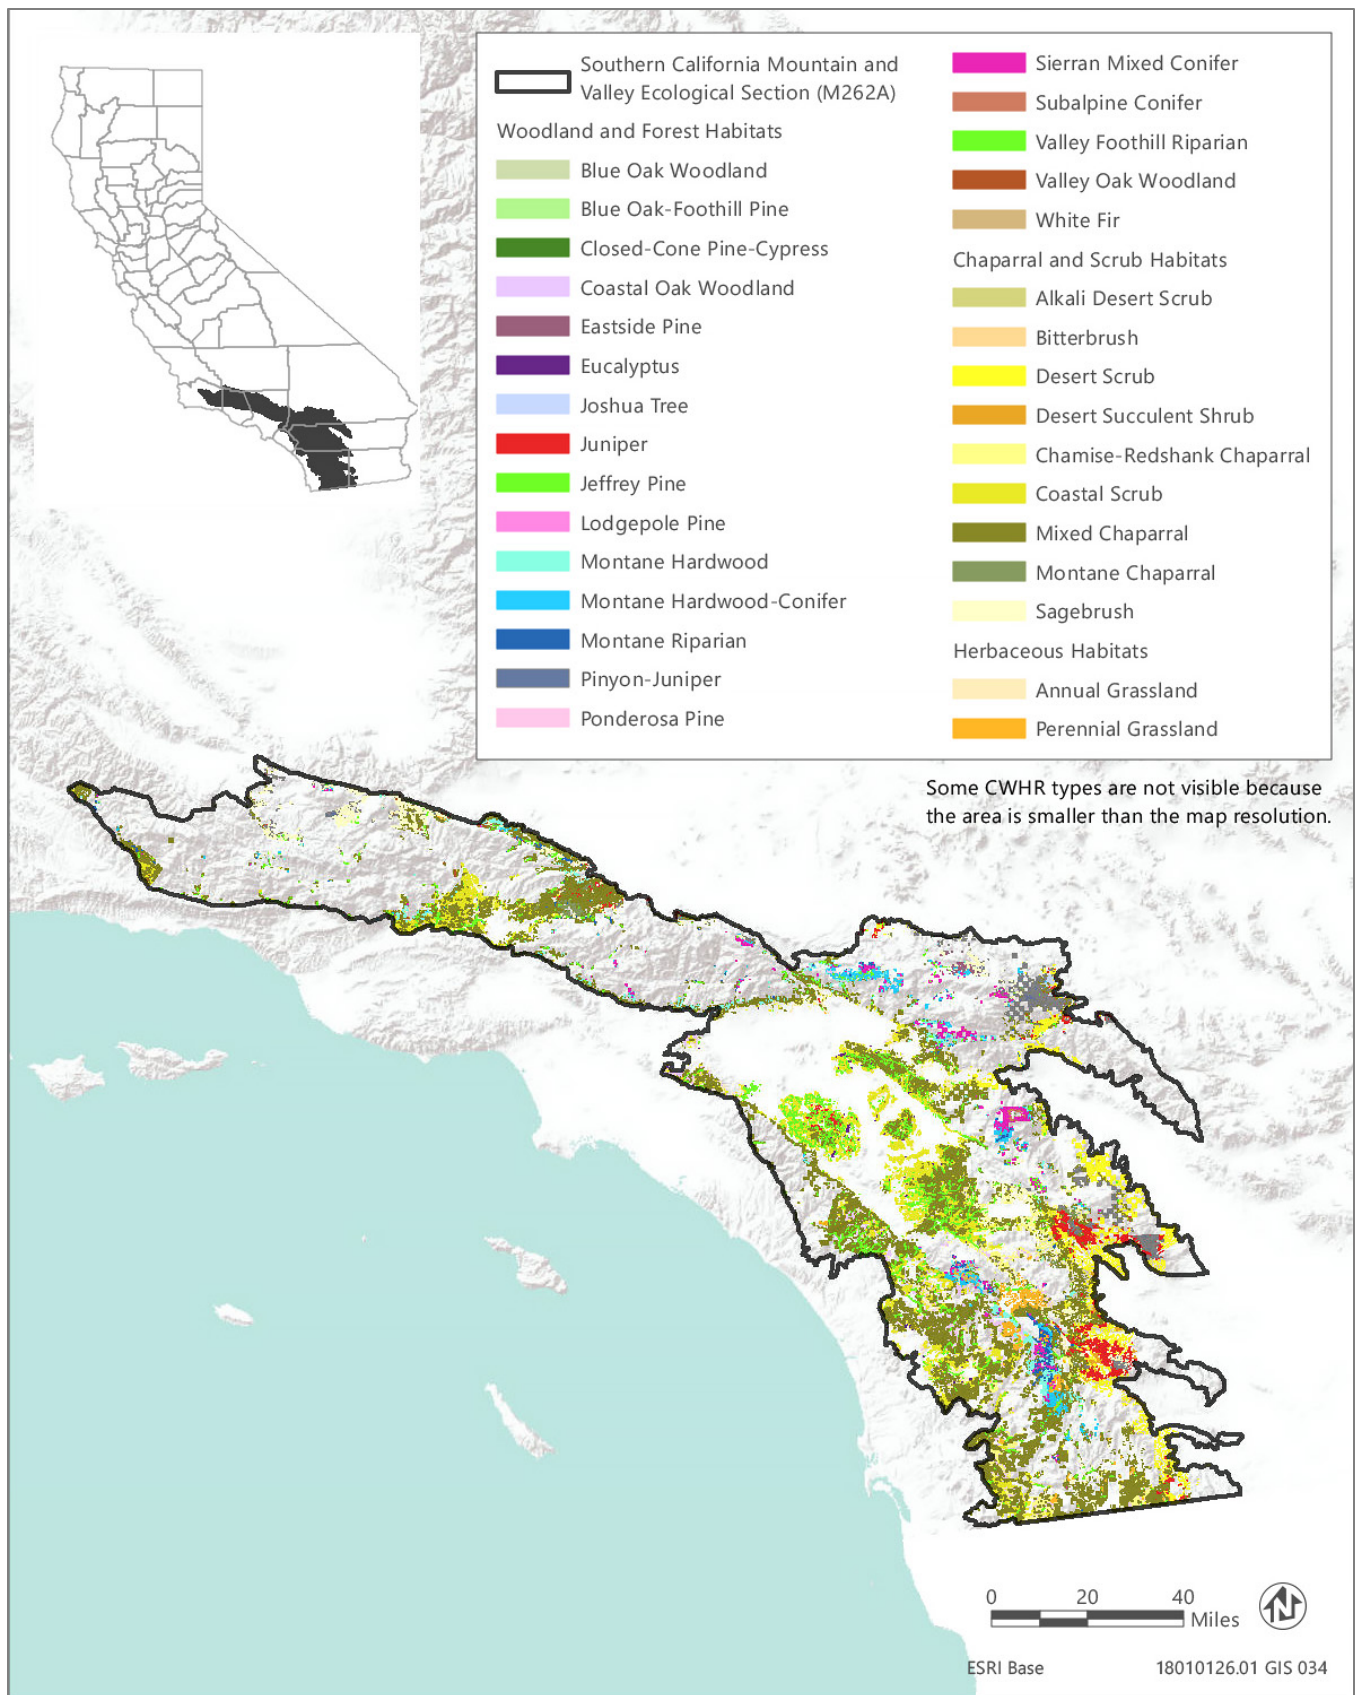 Southern California Mountain and
Valley Ecological Section (M262A)
Woodland and Forest Habitats
Blue Oak Woodland
Blue Oak-Foothill Pine
Closed-Cone Pine-Cypress
Coastal Oak Woodland
Eastside Pine
Eucalyptus
Joshua Tree
Juniper
Jeffrey Pine
Lodgepole Pine
Montane Hardwood
Montane Hardwood-Conifer
Montane Riparian
Pinyon-Juniper
Ponderosa Pine
Sierran Mixed Conifer
Subalpine Conifer
Valley Foothill Riparian
Valley Oak Woodland
White Fir
Chaparral and Scrub Habitats
Alkali Desert Scrub
Bitterbrush
Desert Scrub
Desert Succulent Shrub
Chamise-Redshank Chaparral
Coastal Scrub
Mixed Chaparral
Montane Chaparral
Sagebrush
Herbaceous Habitats
Annual Grassland
Perennial Grassland
Some CWHR types are not visible because
the area is smaller than the map resolution.
0 20 40
Miles
N
ESRI Base 18010126.01 GIS 034